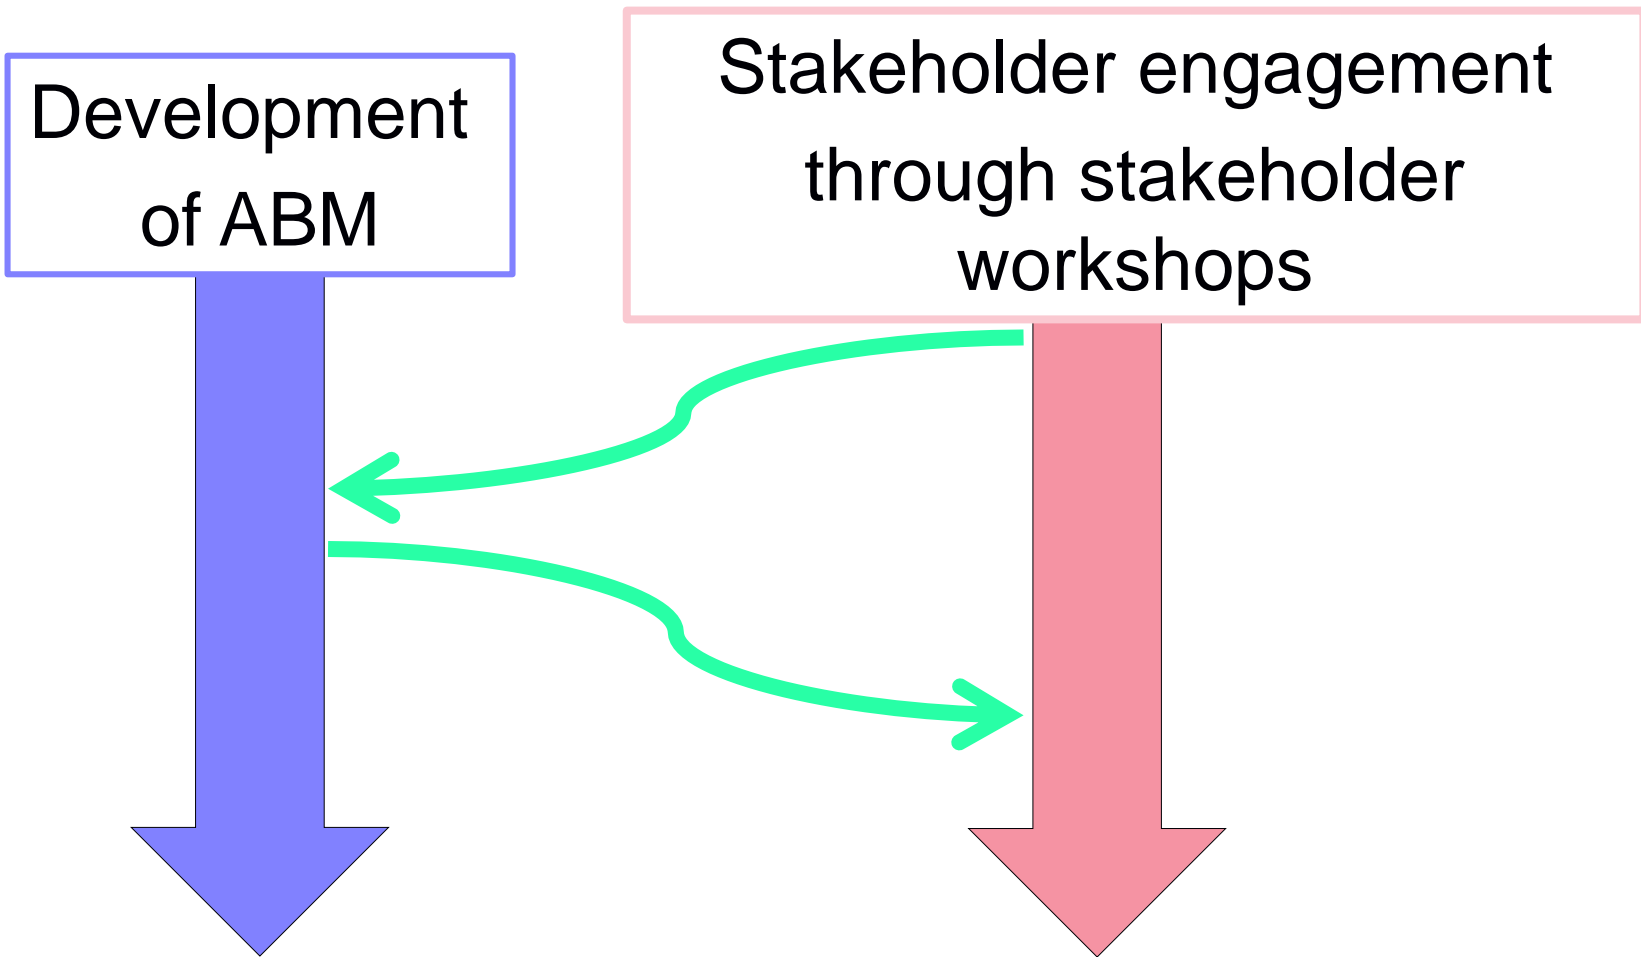 Development
of ABM
Stakeholder engagement
through stakeholder
workshops